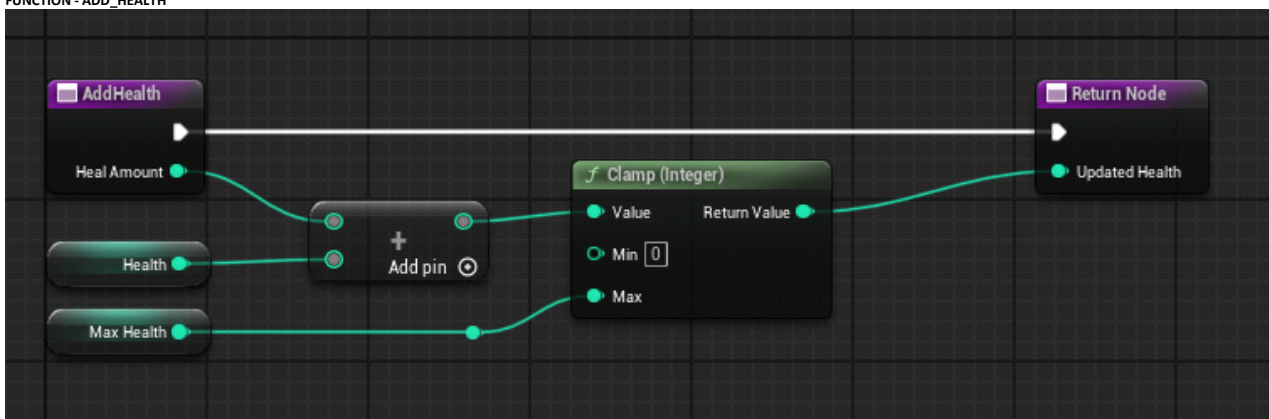 FUNCTION - ADD_HEALTH
AddHealth
Return Node
Heal Amount
f Clamp (Integer)
Updated Health
Value Return Value
+
Health
Add pin
Min 0
Max
Max Health